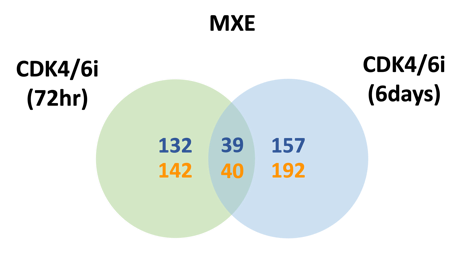 MXE
CDK4/6i
(72hr)
CDK4/6i
(6days)
132 39 157
142 40 192